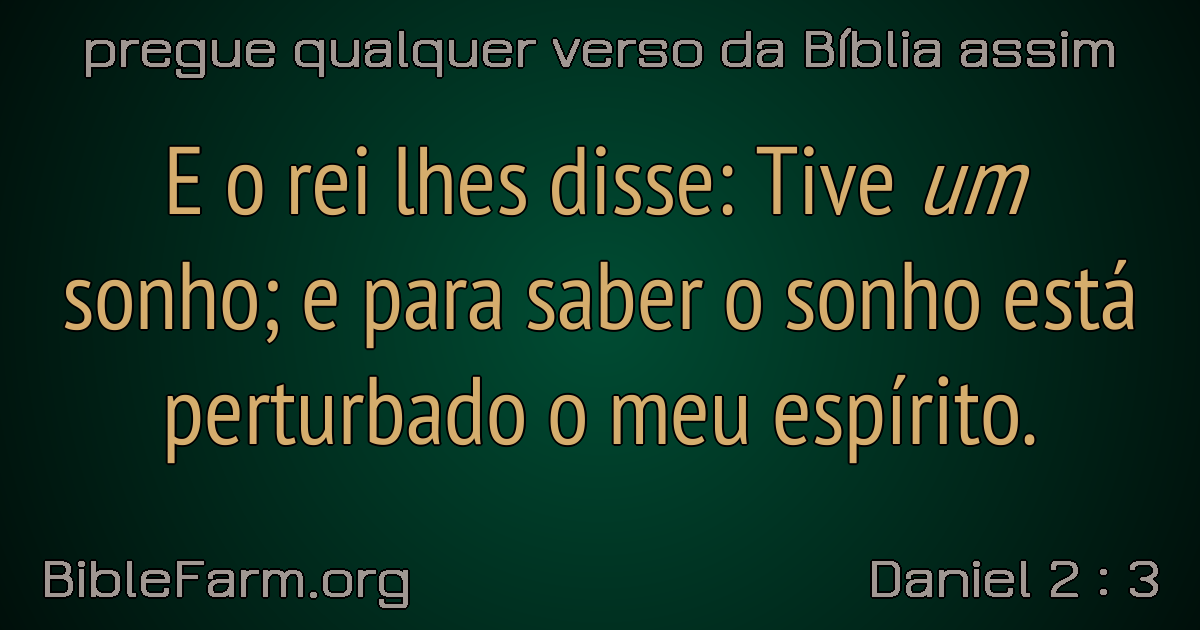 pregue qualquer verso da Bíblia assim
E o rei lhes disse: Tive um
sonho; e para saber o sonho está
perturbado o meu espírito.
BibleFarm.org
Daniel 2 : 3